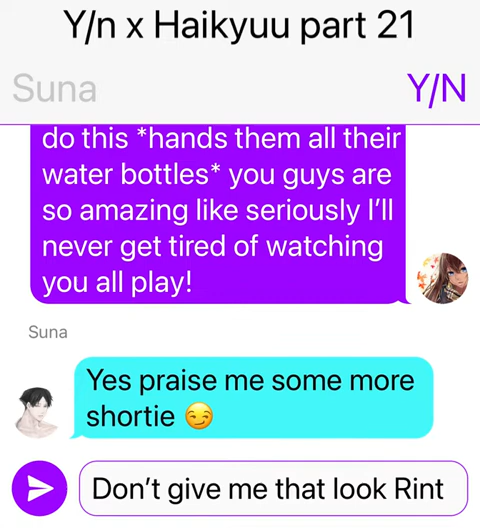 Y/n x Haikyuu part 21
Suna Y/N
do this *hands them all their
water bottles* you guys are
so amazing like seriously I’ll
never get tired of watching
you all play!
Suna
Yes praise me some more
shortie 😏
Don’t give me that look Rint